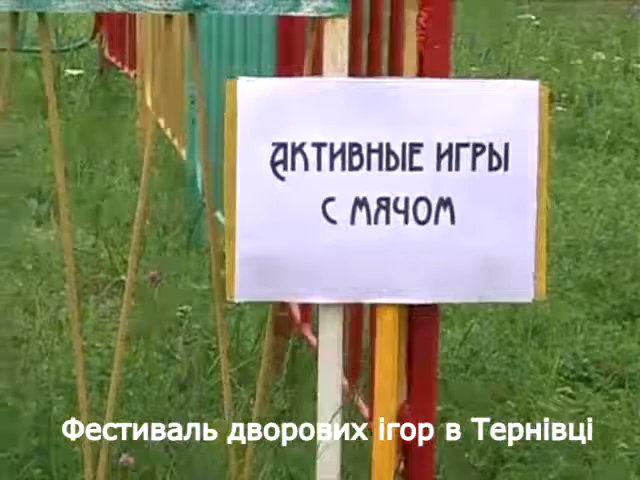 Активные игры
с мячом
Фестиваль дворових ігор в Тернівці